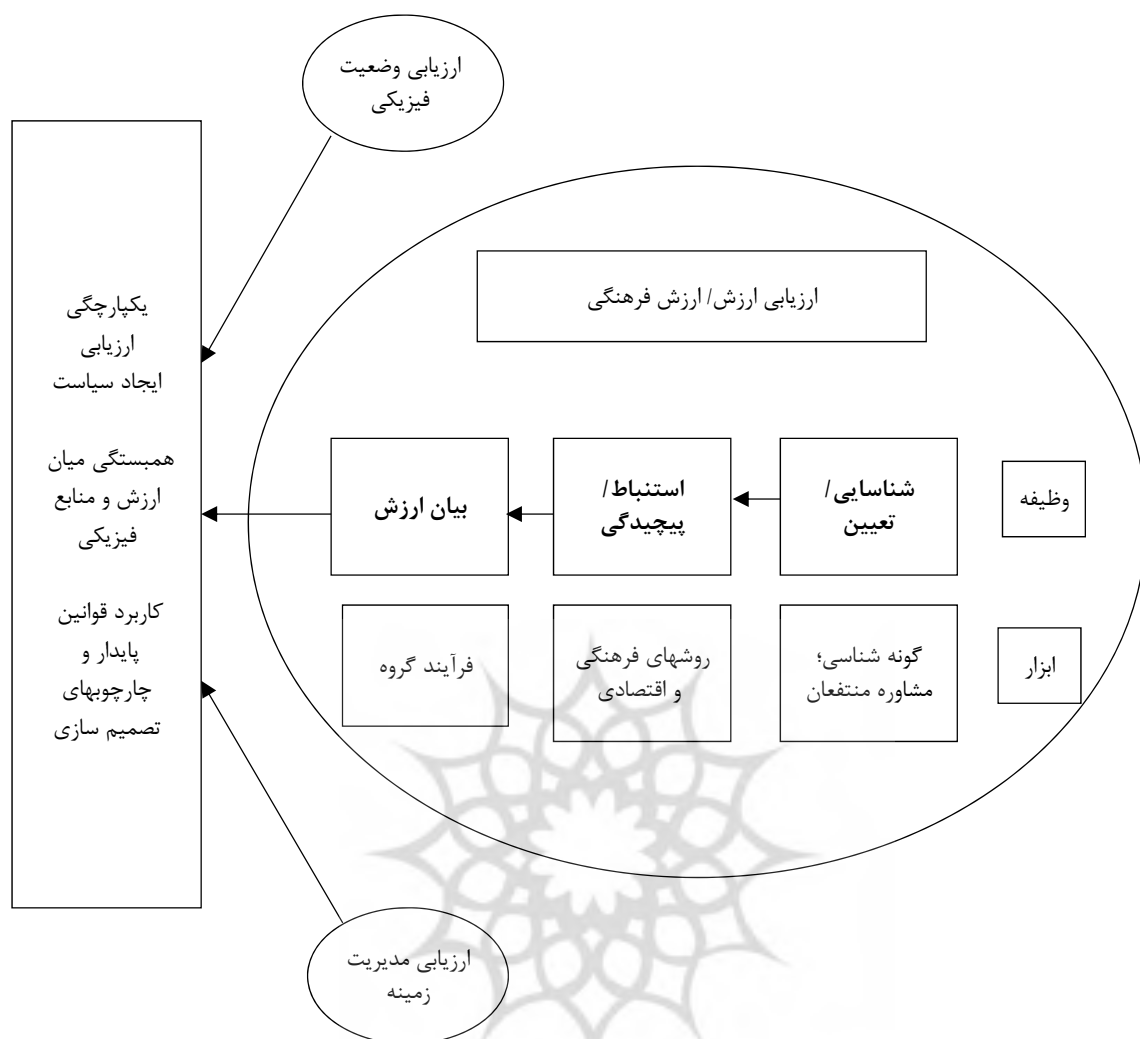 ارزیابی وضعیت
فیزیکی
ارزیابی ارزش/ ارزش فرهنگی
وظیفه
شناسایی/
تعیین
استنباط/
پیچیدگی
بیان ارزش
ابزار
گونه شناسی؛
مشاوره منتفعان
روشهای فرهنگی
و اقتصادی
فرآیند گروه
یکپارچگی
ارزیابی
ایجاد سیاست
همبستگی میان
ارزش و منابع
فیزیکی
کاربرد قوانین
پایدار و
چارچوبهای
تصمیم سازی
ارزیابی مدیریت
زمینه